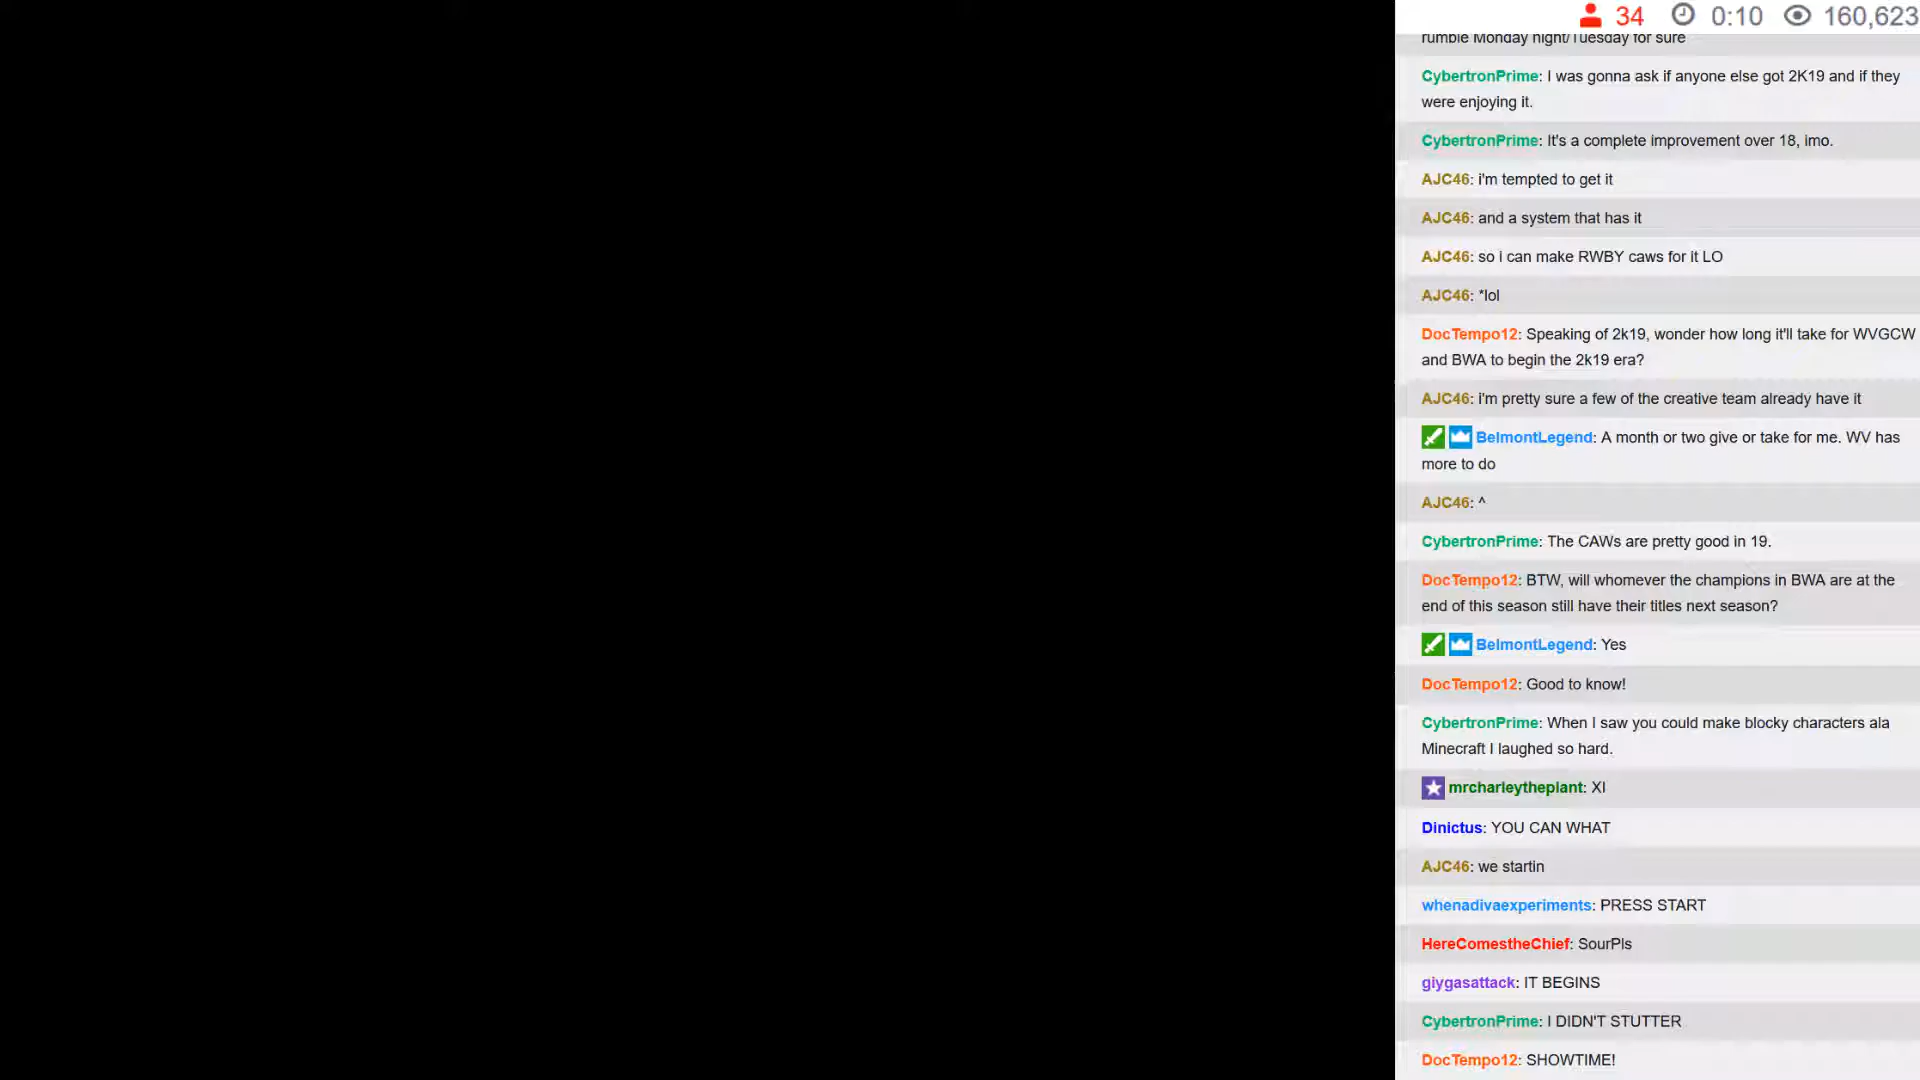 34 0:10 160,623
rumble Monday night/Tuesday for sure
CybertronPrime: I was gonna ask if anyone else got 2K19 and if they
were enjoying it.
CybertronPrime: It's a complete improvement over 18, imo.
AJC46: i'm tempted to get it
AJC46: and a system that has it
AJC46: so i can make RWBY caws for it LO
AJC46: *lol
DocTempo12: Speaking of 2k19, wonder how long it'll take for WVGCW
and BWA to begin the 2k19 era?
AJC46: i'm pretty sure a few of the creative team already have it
BelmontLegend: A month or two give or take for me. WV has
more to do
AJC46: ^
CybertronPrime: The CAWs are pretty good in 19.
DocTempo12: BTW, will whomever the champions in BWA are at the
end of this season still have their titles next season?
BelmontLegend: Yes
DocTempo12: Good to know!
CybertronPrime: When I saw you could make blocky characters ala
Minecraft I laughed so hard.
mrcharleytheplant: XI
Dinictus: YOU CAN WHAT
AJC46: we startin
whenadivaexperiments: PRESS START
HereComestheChief: SourPls
giygasattack: IT BEGINS
CybertronPrime: I DIDN'T STUTTER
DocTempo12: SHOWTIME!